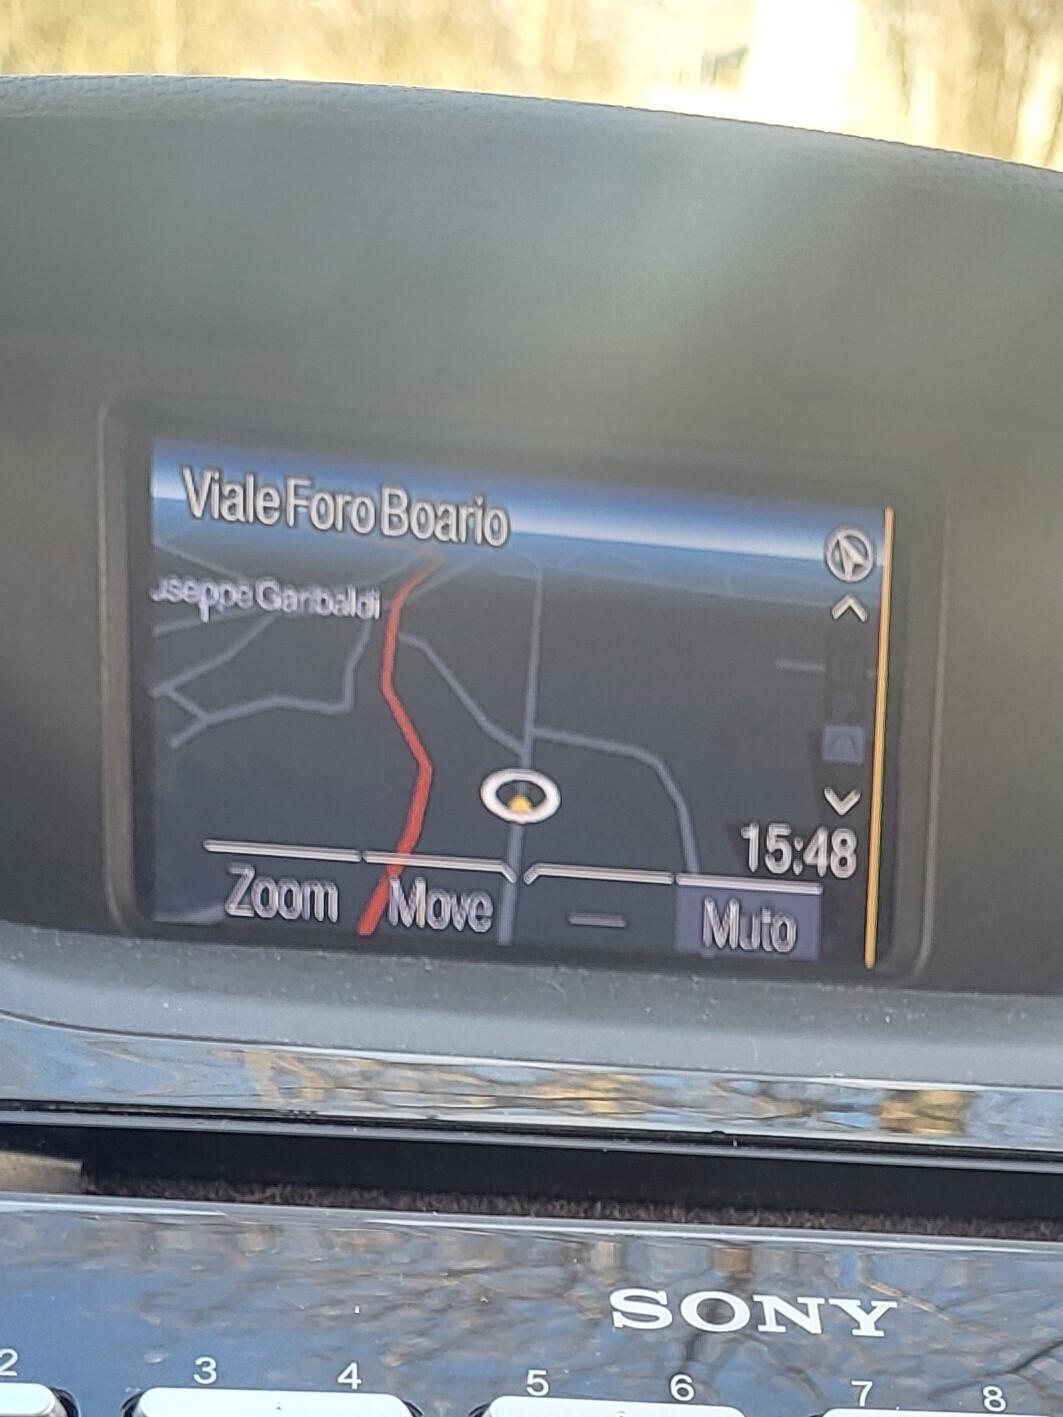 Viale Foro Boario
useppe Garibaldi
15:48
Zoom Move Muto
SONY
2 3 4 5 6 7 8